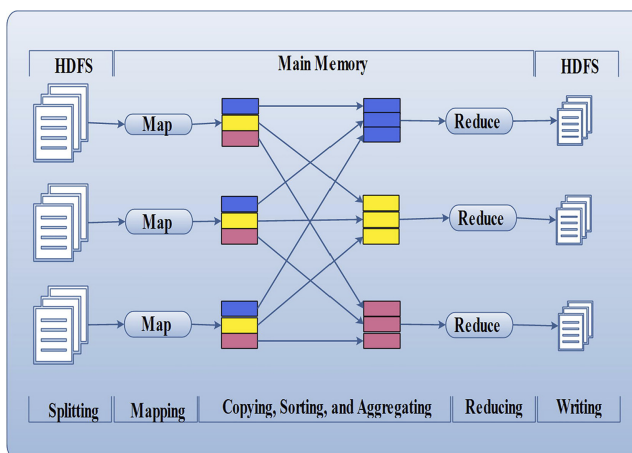 HDFS Main Memory HDFS
Map Reduce
Map Reduce
Map Reduce
Splitting Mapping Copying, Sorting, and Aggregating Reducing Writing